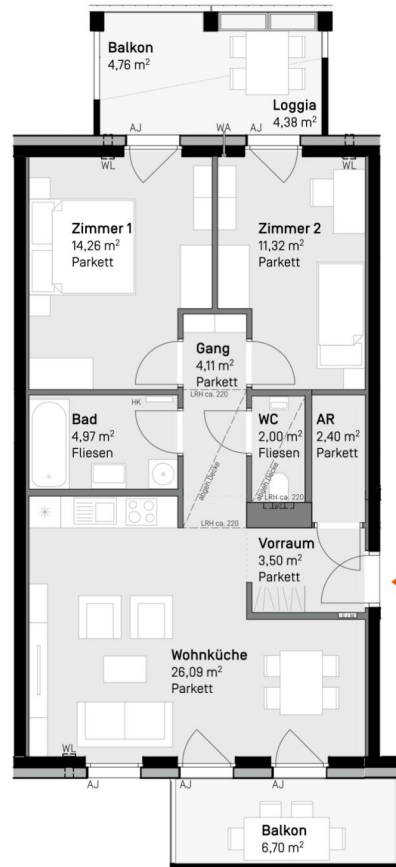 Balkon
4,76 m²
Loggia
4,38 m²
AJ
WA
AJ
WL
WL
Zimmer 1
14,26 m²
Parkett
Zimmer 2
11,32 m²
Parkett
Gang
4,11 m²
Parkett
LRH ca. 220
HK
Bad
4,97 m²
Fliesen
WC
2,00 m²
Fliesen
AR
2,40 m²
Parkett
abgeh.Decke
abgeh.Decke
LRH ca. 220
LRH ca. 220
Vorraum
3,50 m²
Parkett
E / M
Wohnküche
26,09 m²
Parkett
WL
AJ
AJ
AJ
Balkon
6,70 m²